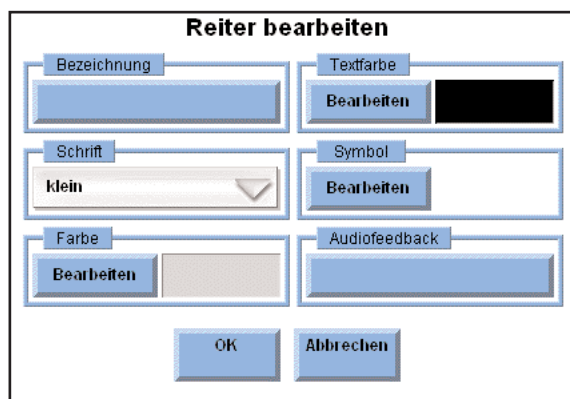 Reiter bearbeiten
Bezeichnung
Textfarbe
Bearbeiten
Schrift
klein
Symbol
Bearbeiten
Farbe
Bearbeiten
Audiofeedback
OK
Abbrechen